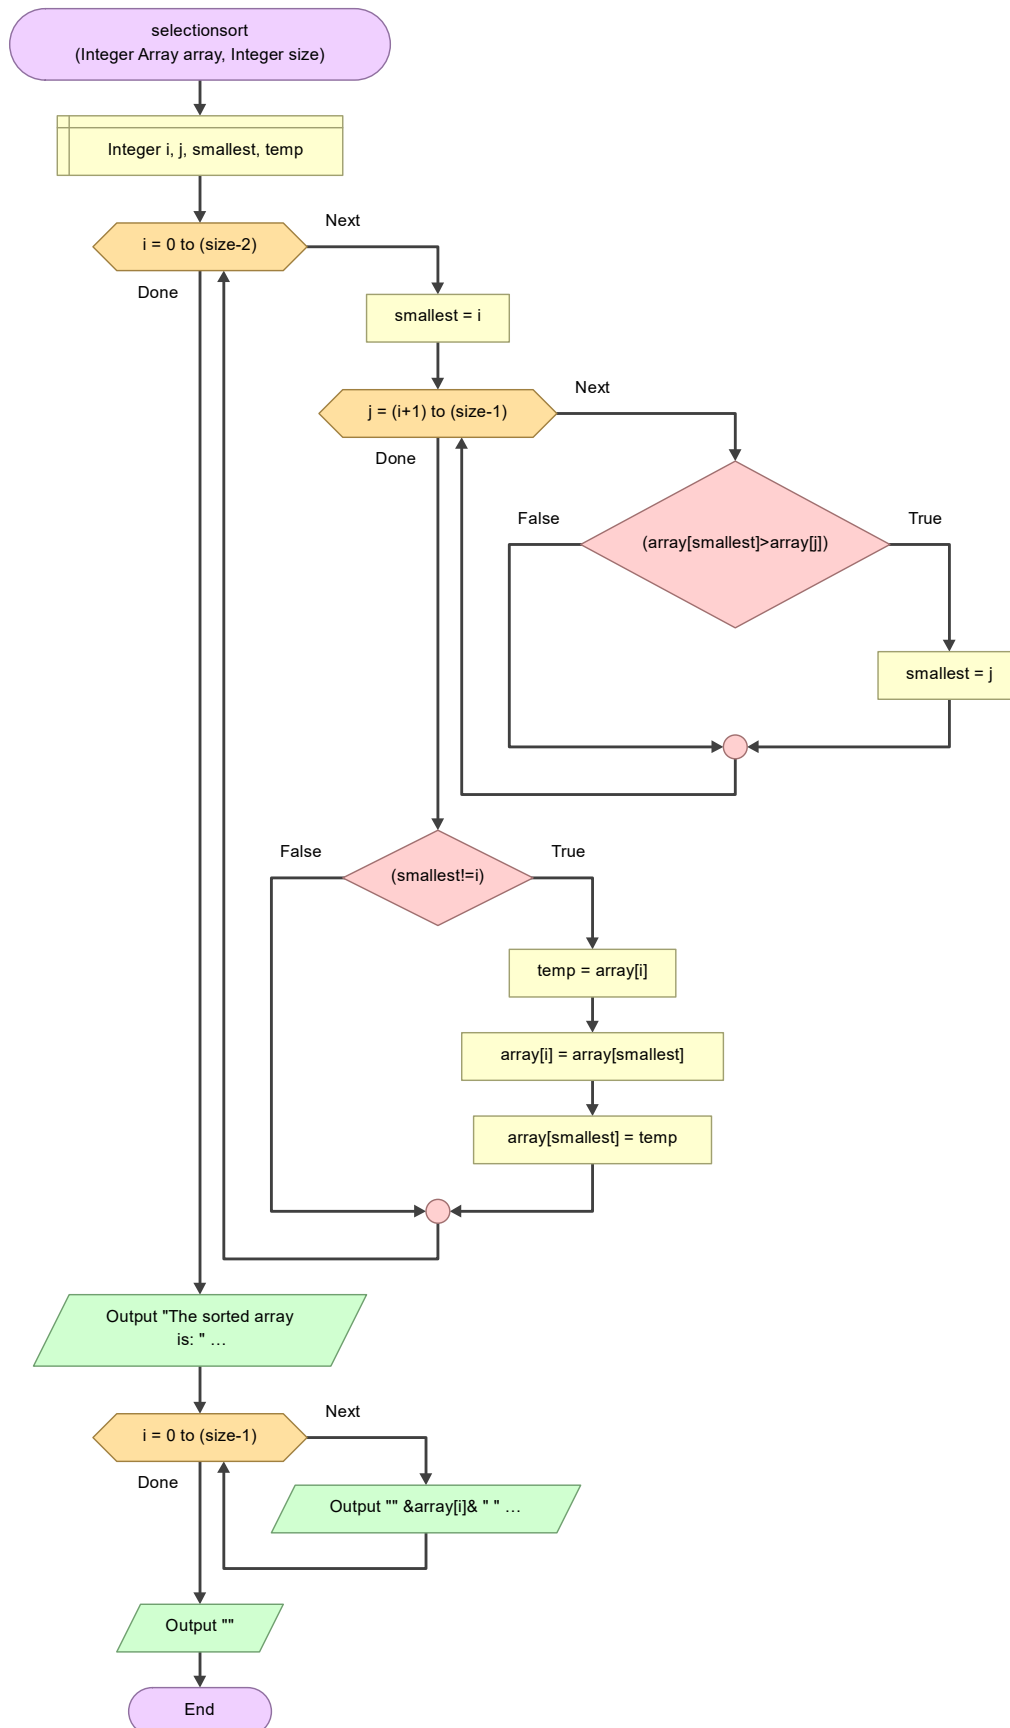 selectionsort
(Integer Array array, Integer size)
Integer i, j, smallest, temp
Next
i = 0 to (size-2)
Done
smallest = i
Next
j = (i+1) to (size-1)
Done
False
True
(array[smallest]>array[j])
smallest = j
False
True
(smallest!=i)
temp = array[i]
array[i] = array[smallest]
array[smallest] = temp
Output "The sorted array
is: " …
Next
i = 0 to (size-1)
Done
Output "" &array[i]& " " …
Output ""
End